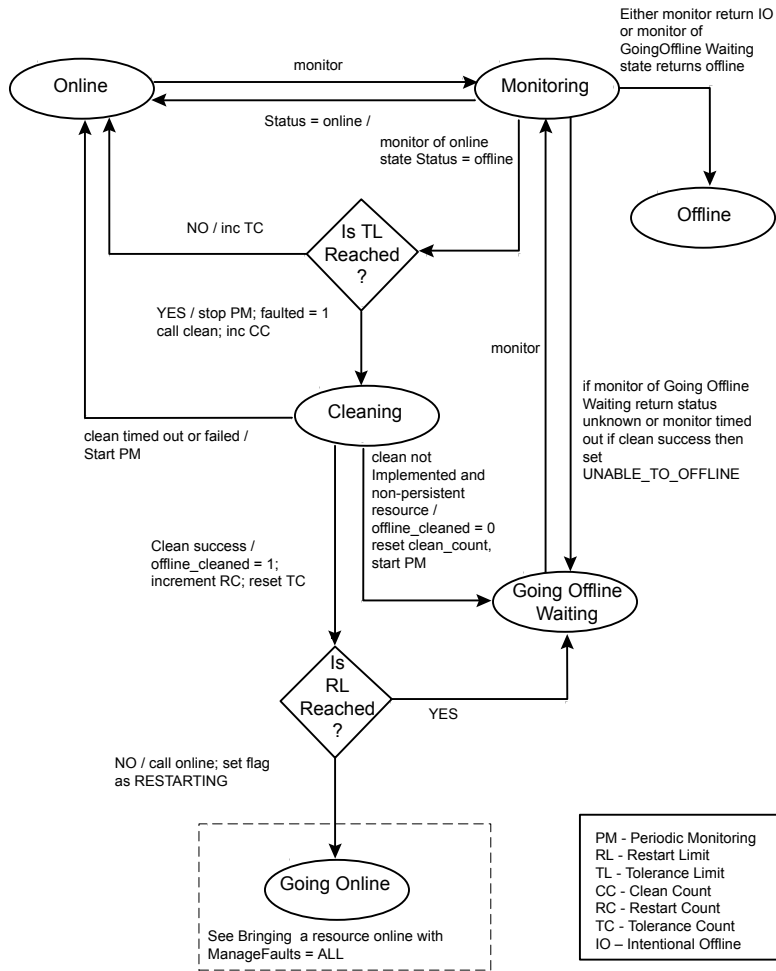 Either monitor return IO
or monitor of
GoingOffline Waiting
state returns offline
Online
monitor
Monitoring
Status = online /
monitor of online
state Status = offline
Offline
NO / inc TC
Is TL
Reached
?
YES / stop PM; faulted = 1
call clean; inc CC
monitor
if monitor of Going Offline
Waiting return status
unknown or monitor timed
out if clean success then
set
UNABLE_TO_OFFLINE
Cleaning
clean timed out or failed /
Start PM
clean not
Implemented and
non-persistent
resource /
offline_cleaned = 0
reset clean_count,
start PM
Clean success /
offline_cleaned = 1;
increment RC; reset TC
Going Offline
Waiting
Is
RL
Reached
?
YES
NO / call online; set flag
as RESTARTING
Going Online
See Bringing a resource online with
ManageFaults = ALL
PM - Periodic Monitoring
RL - Restart Limit
TL - Tolerance Limit
CC - Clean Count
RC - Restart Count
TC - Tolerance Count
IO – Intentional Offline